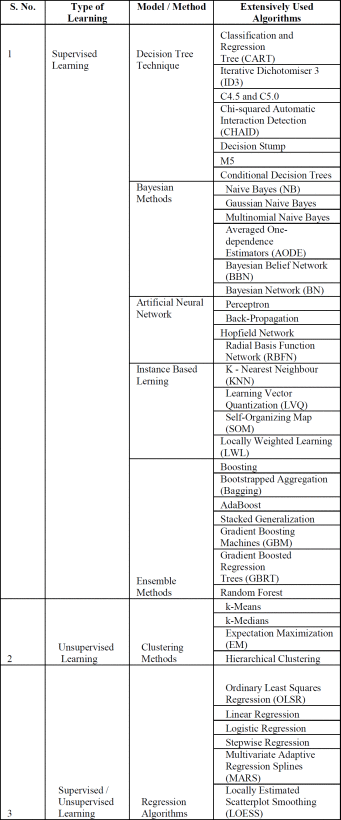 S. No. Type of Learning Model / Method Extensively Used Algorithms
1 Supervised Learning Decision Tree Technique Classification and Regression Tree (CART)
Iterative Dichotomiser 3 (ID3)
C4.5 and C5.0
Chi-squared Automatic Interaction Detection (CHAID)
Decision Stump
M5
Conditional Decision Trees
Bayesian Methods Naive Bayes (NB)
Gaussian Naive Bayes
Multinomial Naive Bayes
Averaged One-dependence Estimators (AODE)
Bayesian Belief Network (BBN)
Bayesian Network (BN)
Artificial Neural Network Perceptron
Back-Propagation
Hopfield Network
Radial Basis Function Network (RBFN)
Instance Based Lerning K - Nearest Neighbour (KNN)
Learning Vector Quantization (LVQ)
Self-Organizing Map (SOM)
Locally Weighted Learning (LWL)
Ensemble Methods Boosting
Bootstrapped Aggregation (Bagging)
AdaBoost
Stacked Generalization
Gradient Boosting Machines (GBM)
Gradient Boosted Regression Trees (GBRT)
Random Forest
2 Unsupervised Learning Clustering Methods k-Means
k-Medians
Expectation Maximization (EM)
Hierarchical Clustering
3 Supervised / Unsupervised Learning Regression Algorithms Ordinary Least Squares Regression (OLSR)
Linear Regression
Logistic Regression
Stepwise Regression
Multivariate Adaptive Regression Splines (MARS)
Locally Estimated Scatterplot Smoothing (LOESS)